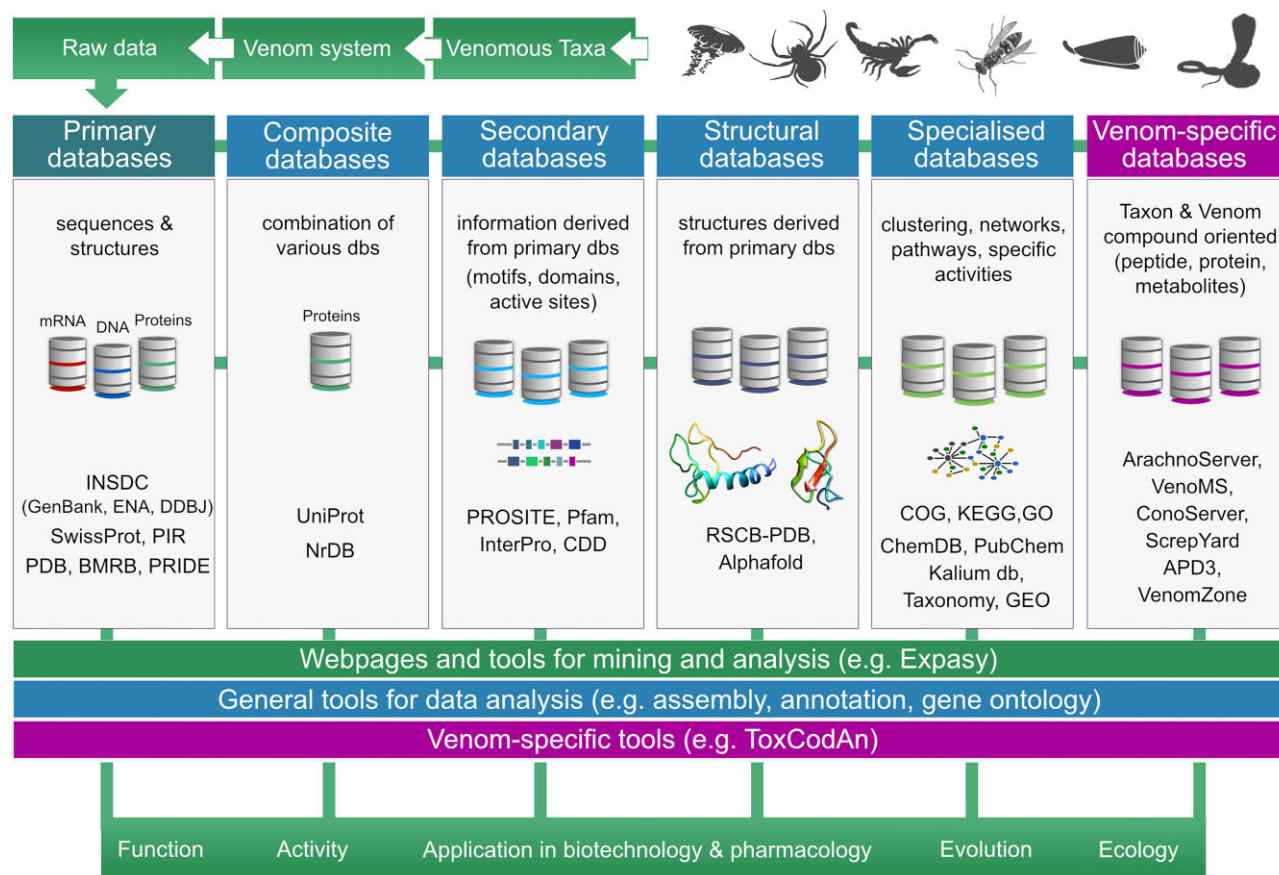 Raw data
Venom system
Venomous Taxa
Primary
databases
sequences &
structures
mRNA
DNA
Proteins
INSDC
(GenBank, ENA, DDBJ)
SwissProt, PIR
PDB, BMRB, PRIDE
Composite
databases
combination of
various dbs
Proteins
UniProt
NrDB
Secondary
databases
information derived
from primary dbs
(motifs, domains,
active sites)
PROSITE, Pfam,
InterPro, CDD
Structural
databases
structures derived
from primary dbs
RSCB-PDB,
Alphafold
Specialised
databases
clustering, networks,
pathways, specific
activities
COG, KEGG,GO
ChemDB, PubChem
Kalium db,
Taxonomy, GEO
Venom-specific
databases
Taxon & Venom
compound oriented
(peptide, protein,
metabolites)
ArachnoServer,
VenoMS,
ConoServer,
ScrepYard
APD3,
VenomZone
Webpages and tools for mining and analysis (e.g. Expasy)
General tools for data analysis (e.g. assembly, annotation, gene ontology)
Venom-specific tools (e.g. ToxCodAn)
Function
Activity
Application in biotechnology & pharmacology
Evolution
Ecology